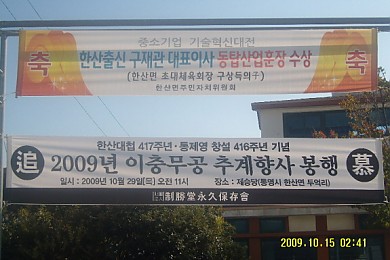 중소기업 기술혁신대전
축 한산출신 구재관 대표이사 동탑산업훈장 수상 축
(한산면 초대체육회장 구상득의 子)
한산면주민자치위원회
한산대첩 417주년·통제영 창설 416주년 기념
追 2009년 이충무공 추계향사 봉행 慕
일시 : 2009년 10월 29일(목) 오전 11시 장소 : 제승당(통영시 한산면 두억리)
制勝堂永久保存會
2009.10.15 02:41